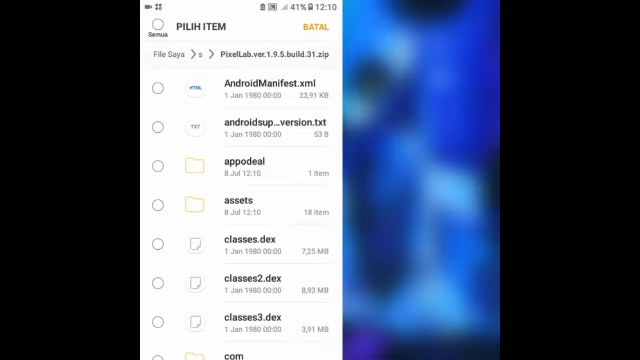 41% 12:10
Semua
PILIH ITEM
BATAL
File Saya > s > PixelLab.ver.1.9.5.build.31.zip
HTML
AndroidManifest.xml
1 Jan 1980 00:00 23,91 KB
TXT
androidsup...version.txt
1 Jan 1980 00:00 53 B
appodeal
8 Jul 12:10 1 item
assets
8 Jul 12:10 18 item
classes.dex
1 Jan 1980 00:00 7,25 MB
classes2.dex
1 Jan 1980 00:00 8,93 MB
classes3.dex
1 Jan 1980 00:00 3,91 MB
com